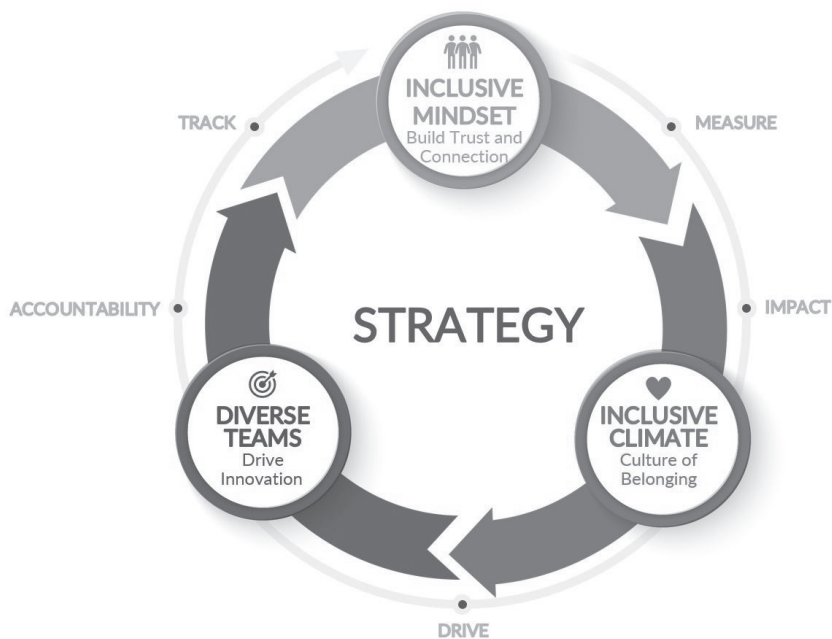 INCLUSIVE
MINDSET
Build Trust and
Connection
TRACK
MEASURE
ACCOUNTABILITY
STRATEGY
IMPACT
DIVERSE
TEAMS
Drive
Innovation
INCLUSIVE
CLIMATE
Culture of
Belonging
DRIVE